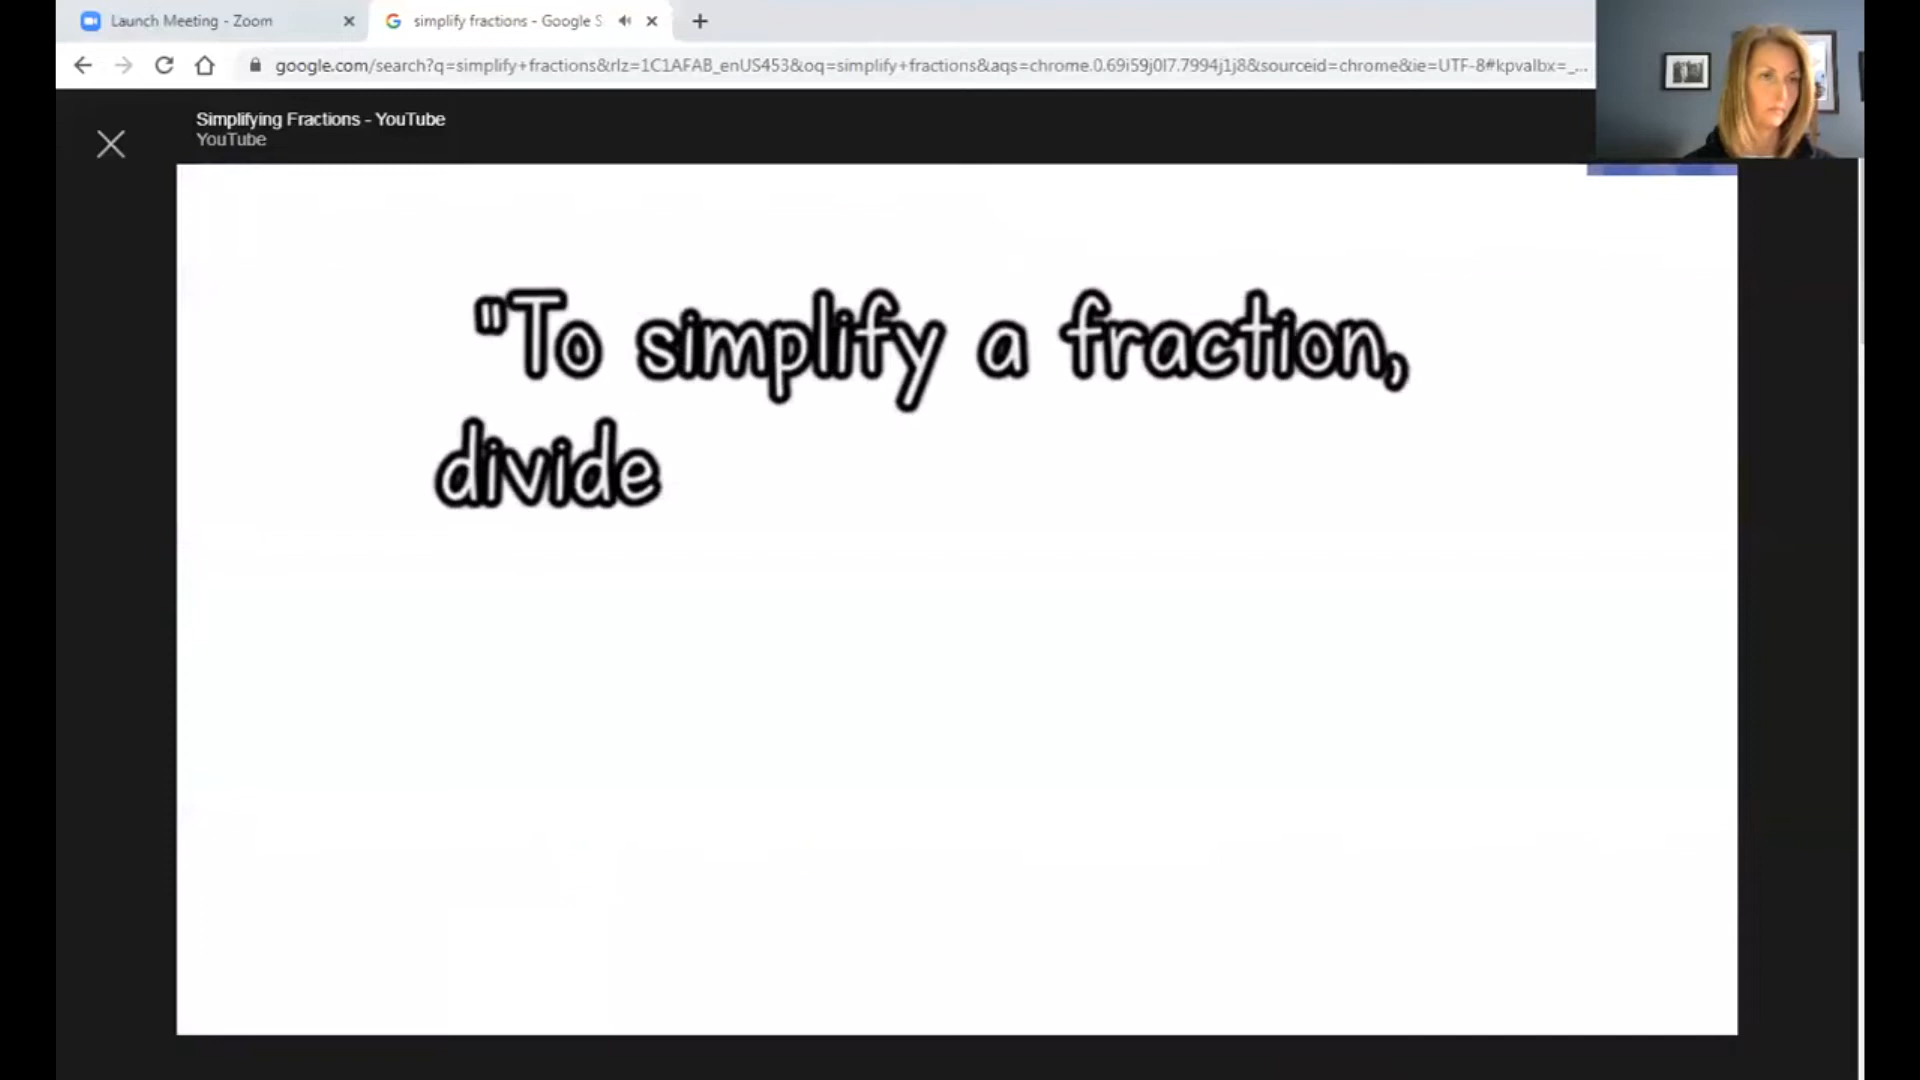 Launch Meeting - Zoom
simplify fractions - Google S
google.com/search?q=simplify+fractions&rlz=1C1AFAB_enUS453&oq=simplify+fractions&aqs=chrome.0.69i59j0l7.7994j1j8&sourceid=chrome&ie=UTF-8#kpvalbx=_...
Simplifying Fractions - YouTube
YouTube
"To simplify a fraction,
divide